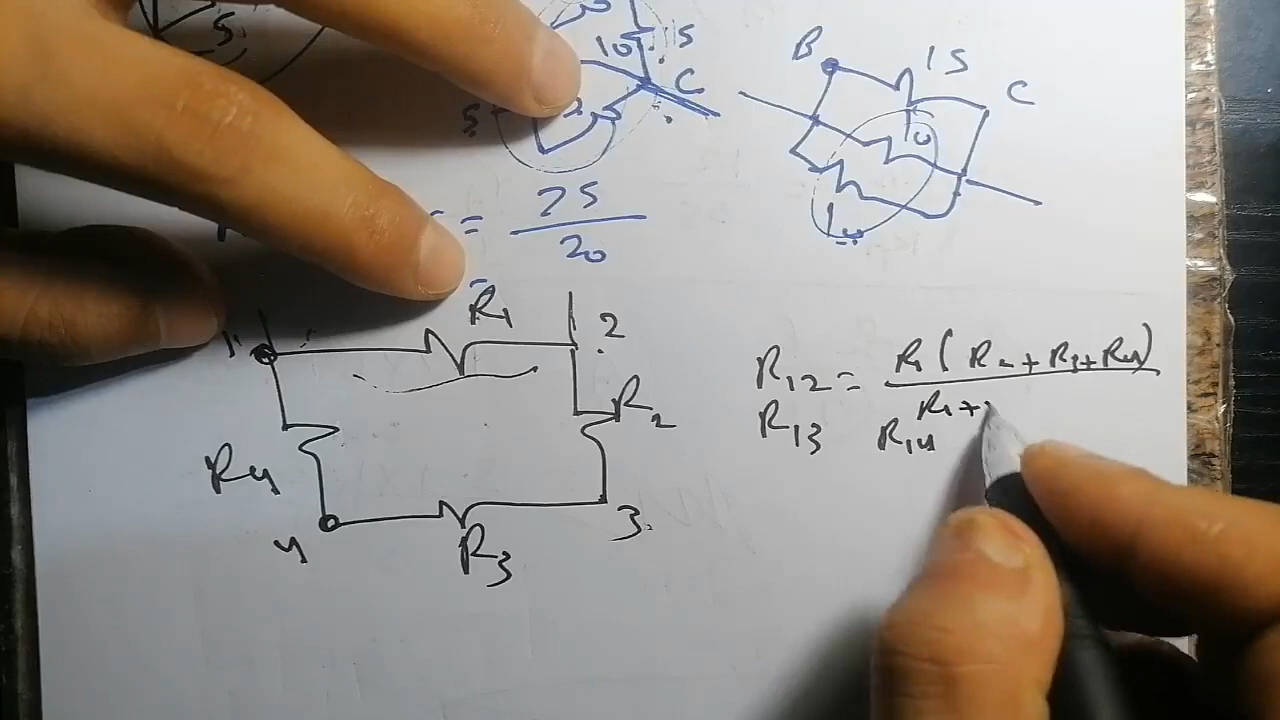 5
10
15
C
5
B
15
C
10
= 25
20
=
R1
1
2
R2
R4
4
R3
3
R12 = R1 ( R2 + R3 + R4 )
R1 +
R13
R14